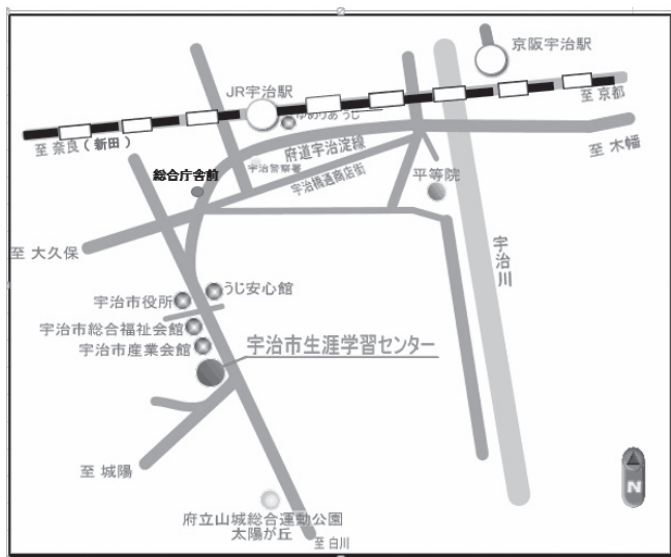 京阪宇治駅
JR宇治駅
至 京都
ゆめりあ うじ
至 奈良(新田)
府道宇治淀線
至 木幡
宇治警察署
総合庁舎前
宇治橋通商店街
平等院
至 大久保
宇治川
うじ安心館
宇治市役所
宇治市総合福祉会館
宇治市産業会館
宇治市生涯学習センター
至 城陽
N
府立山城総合運動公園
太陽が丘
至 白川